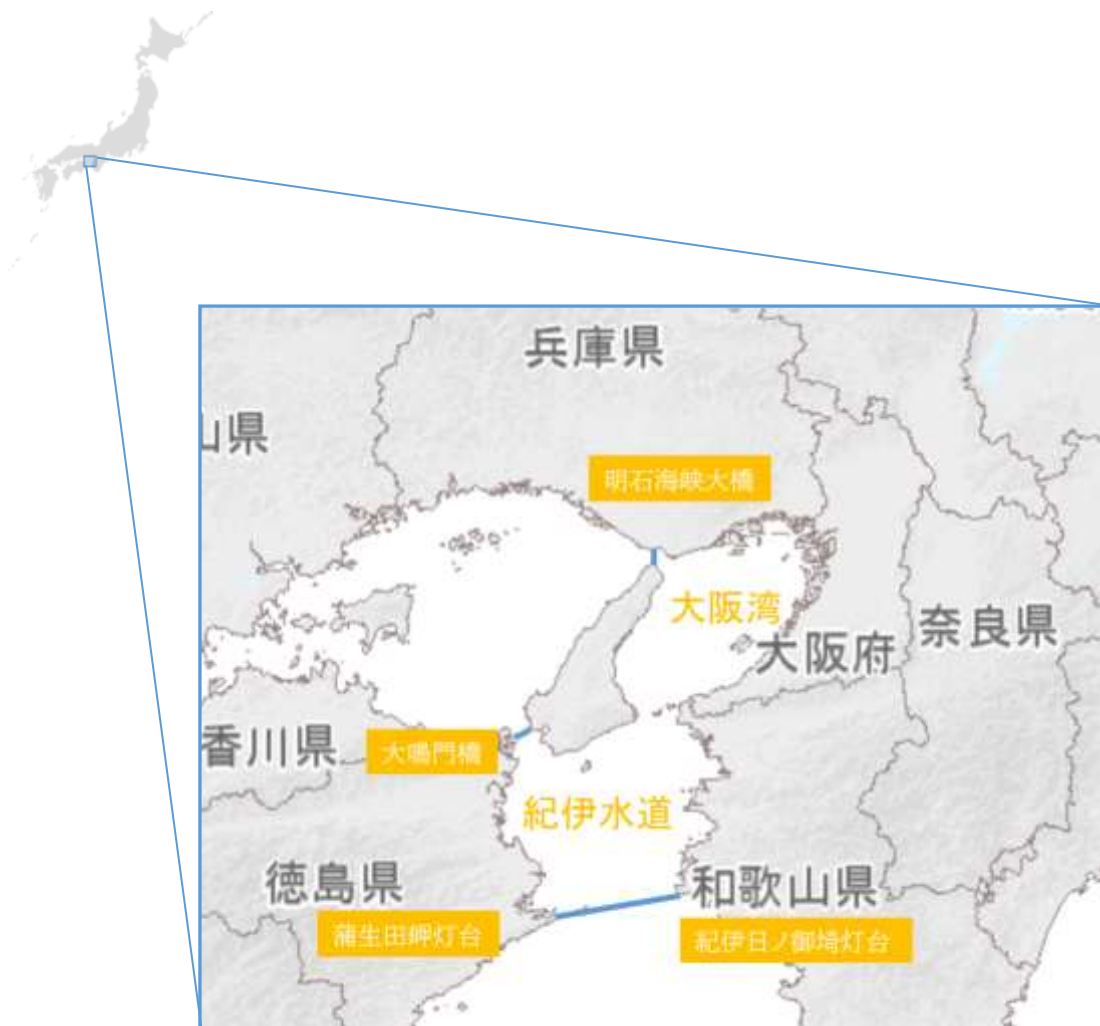 兵庫県
山県
明石海峡大橋
大阪湾
奈良県
大阪府
香川県
大鳴門橋
紀伊水道
徳島県
和歌山県
蒲生田岬灯台
紀伊日ノ御埼灯台